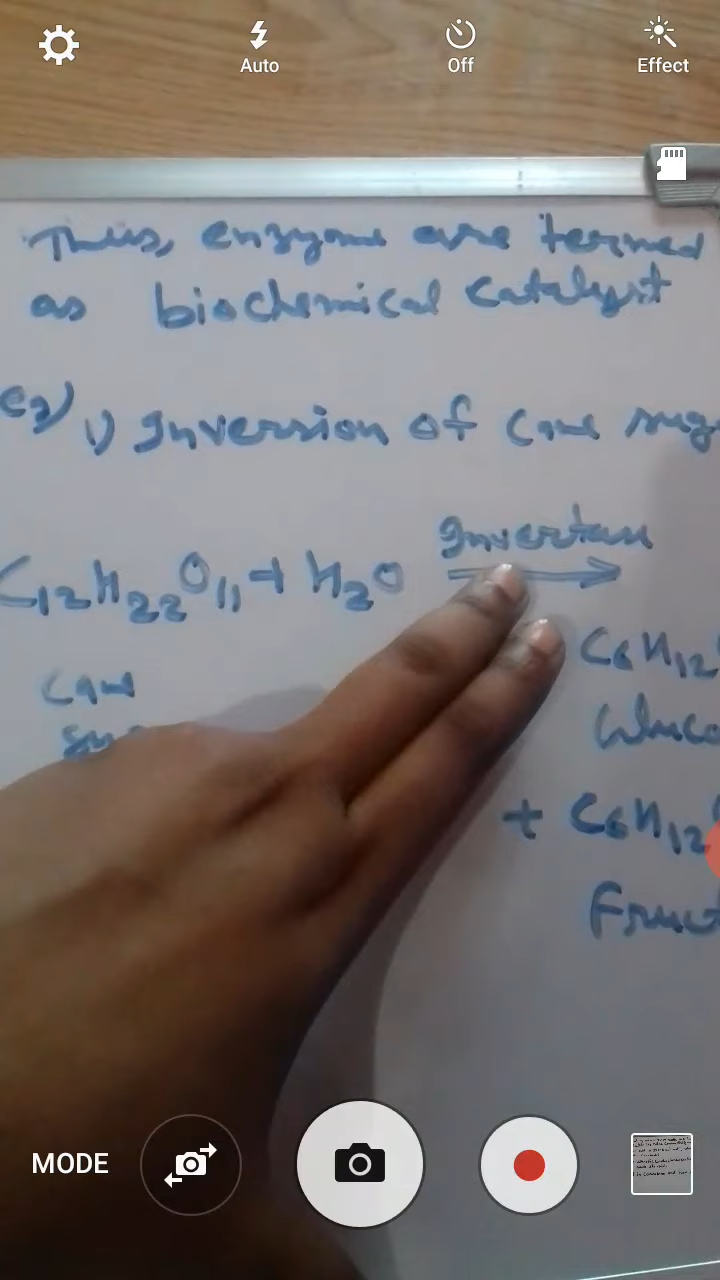 Auto Off Effect
Thus, enzyme are termed
as biochemical catalyst
eg) 1) Inversion of Cane sug
Invertase
C12H22O11 + H2O
C6H12
Cane
Gluco
+ C6H12
Fruct
MODE